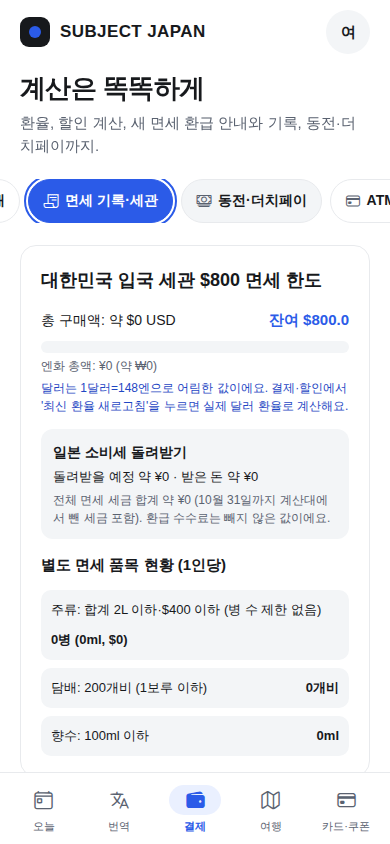 SUBJECT JAPAN
여
계산은 똑똑하게
환율, 할인 계산, 새 면세 환급 안내와 기록, 동전·더
치페이까지.
면세 기록·세관
동전·더치페이
대한민국 입국 세관 $800 면세 한도
총 구매액: 약 $0 USD
잔여 $800.0
엔화 총액: ¥0 (약 ₩0)
달러는 1달러=148엔으로 어림한 값이에요. 결제·할인에서
'최신 환율 새로고침'을 누르면 실제 달러 환율로 계산해요.
일본 소비세 돌려받기
돌려받을 예정 약 ¥0 · 받은 돈 약 ¥0
전체 면세 세금 합계 약 ¥0 (10월 31일까지 계산대에
서 뺀 세금 포함). 환급 수수료는 빼지 않은 값이에요.
별도 면세 품목 현황 (1인당)
주류: 합계 2L 이하·$400 이하 (병 수 제한 없음)
0병 (0ml, $0)
담배: 200개비 (1보루 이하)
0개비
향수: 100ml 이하
0ml
오늘
번역
결제
여행
카드·쿠폰